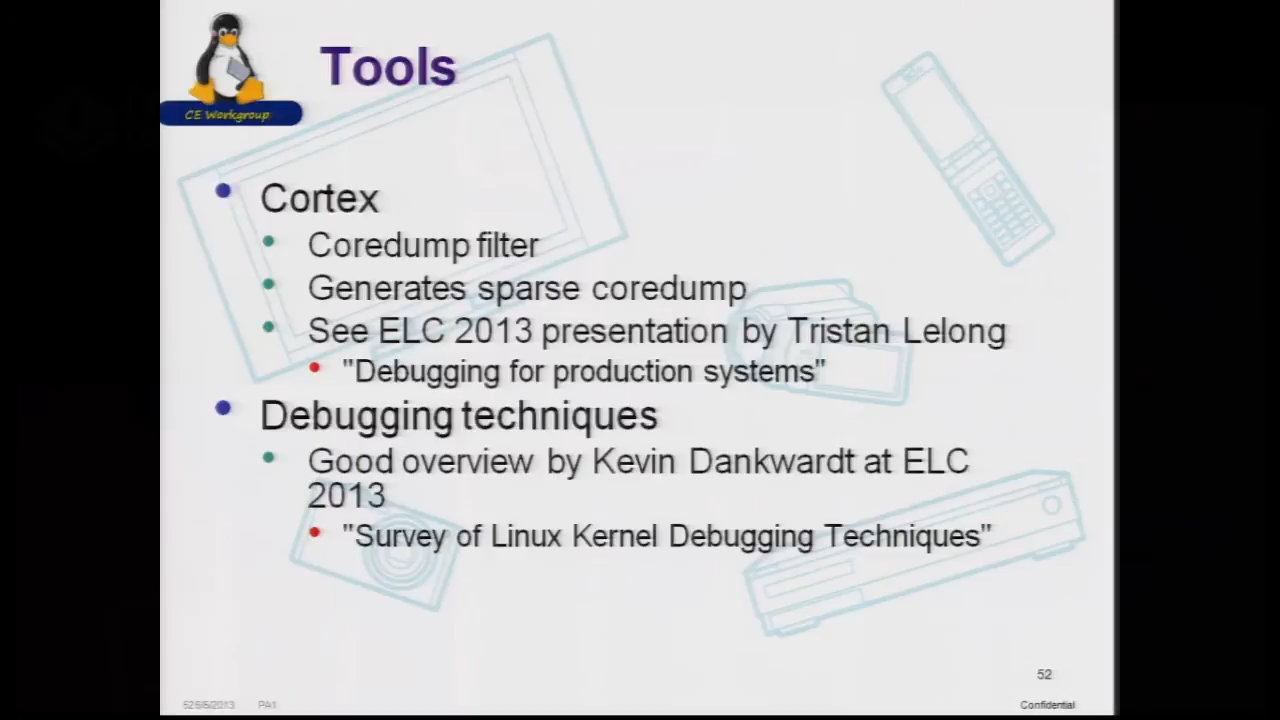 CE Workgroup
Tools
Cortex
Coredump filter
Generates sparse coredump
See ELC 2013 presentation by Tristan Lelong
"Debugging for production systems"
Debugging techniques
Good overview by Kevin Dankwardt at ELC
2013
"Survey of Linux Kernel Debugging Techniques"
52
PA1
Confidential